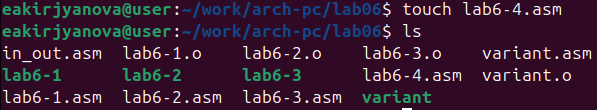 eakirjyanova@user:~/work/arch-pc/lab06$ touch lab6-4.asm
eakirjyanova@user:~/work/arch-pc/lab06$ ls
in_out.asm lab6-1.o lab6-2.o lab6-3.o variant.asm
lab6-1 lab6-2 lab6-3 lab6-4.asm variant.o
lab6-1.asm lab6-2.asm lab6-3.asm variant